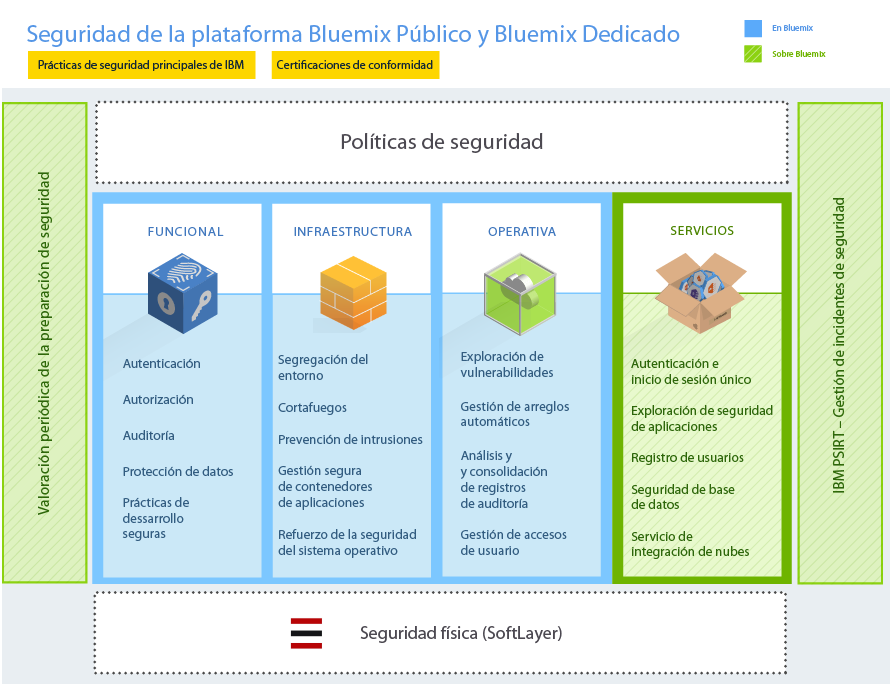 Seguridad de la plataforma Bluemix Público y Bluemix Dedicado
En Bluemix
Sobre Bluemix
Prácticas de seguridad principales de IBM
Certificaciones de conformidad
Valoración periódica de la preparación de seguridad
Políticas de seguridad
FUNCIONAL
Autenticación
Autorización
Auditoría
Protección de datos
Prácticas de
dessarrollo
seguras
INFRAESTRUCTURA
Segregación del
entorno
Cortafuegos
Prevención de intrusiones
Gestión segura
de contenedores
de aplicaciones
Refuerzo de la seguridad
del sistema operativo
OPERATIVA
Exploración de
vulnerabilidades
Gestión de arreglos
automáticos
Análisis y
y consolidación
de registros
de auditoría
Gestión de accesos
de usuario
SERVICIOS
Autenticación e
inicio de sesión único
Exploración de seguridad
de aplicaciones
Registro de usuarios
Seguridad de base
de datos
Servicio de
integración de nubes
IBM PSIRT – Gestión de incidentes de seguridad
Seguridad física (SoftLayer)